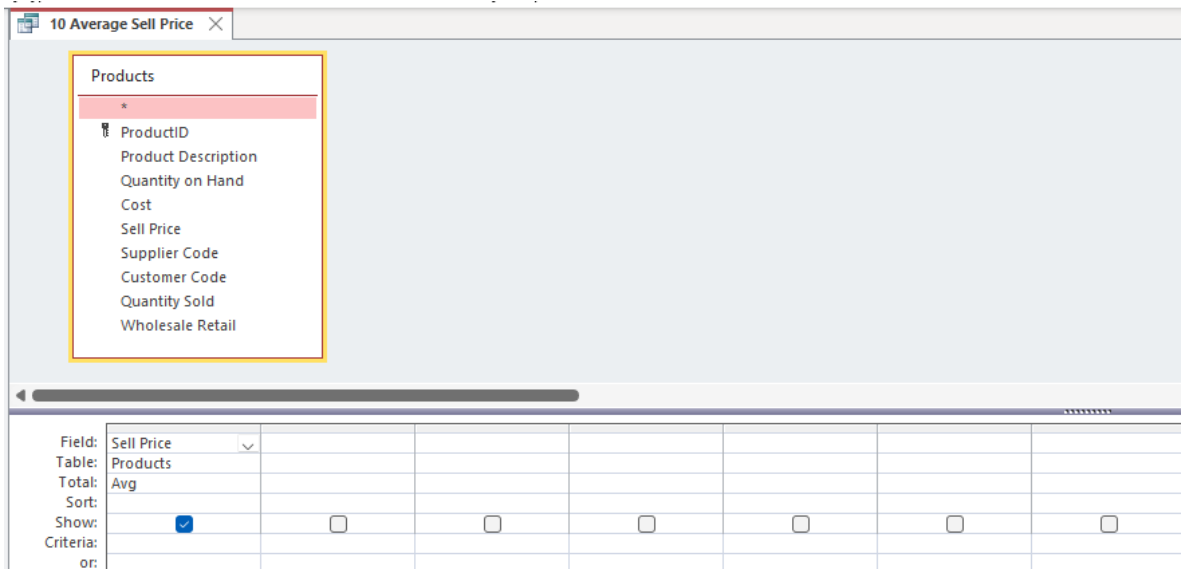 10 Average Sell Price
Products
*
ProductID
Product Description
Quantity on Hand
Cost
Sell Price
Supplier Code
Customer Code
Quantity Sold
Wholesale Retail
Field: Sell Price
Table: Products
Total: Avg
Sort:
Show:
Criteria:
or: